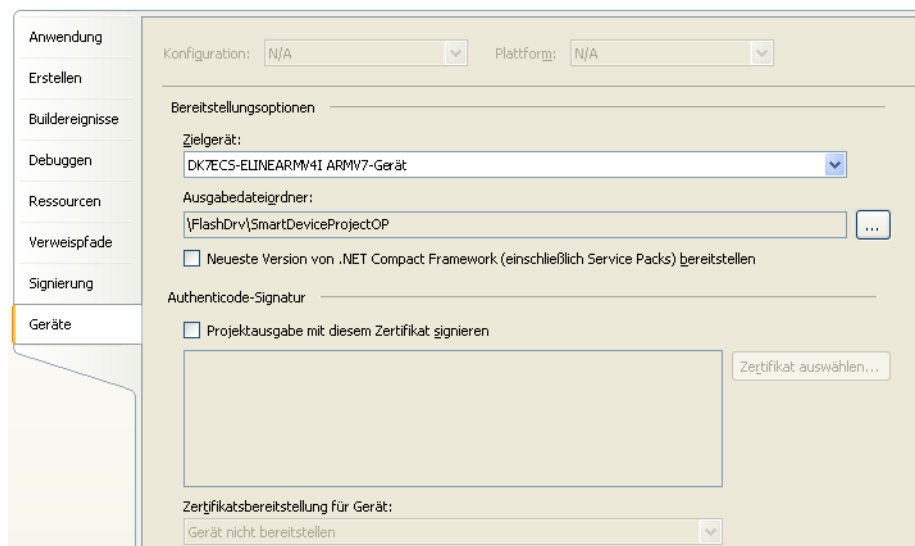 Anwendung
Erstellen
Buildereignisse
Debuggen
Ressourcen
Verweispfade
Signierung
Geräte
Konfiguration: N/A Plattform: N/A
Bereitstellungsoptionen
Zielgerät:
DK7ECS-ELINEARMV4I ARMV7-Gerät
Ausgabedateiordner:
\FlashDrv\SmartDeviceProjectOP
...
Neueste Version von .NET Compact Framework (einschließlich Service Packs) bereitstellen
Authenticode-Signatur
Projektausgabe mit diesem Zertifikat signieren
Zertifikat auswählen...
Zertifikatsbereitstellung für Gerät:
Gerät nicht bereitstellen